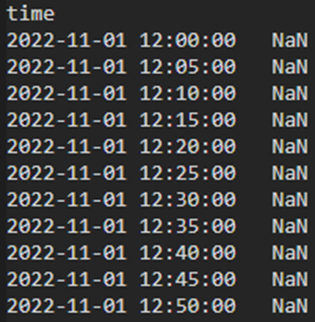 time
2022-11-01 12:00:00   NaN
2022-11-01 12:05:00   NaN
2022-11-01 12:10:00   NaN
2022-11-01 12:15:00   NaN
2022-11-01 12:20:00   NaN
2022-11-01 12:25:00   NaN
2022-11-01 12:30:00   NaN
2022-11-01 12:35:00   NaN
2022-11-01 12:40:00   NaN
2022-11-01 12:45:00   NaN
2022-11-01 12:50:00   NaN